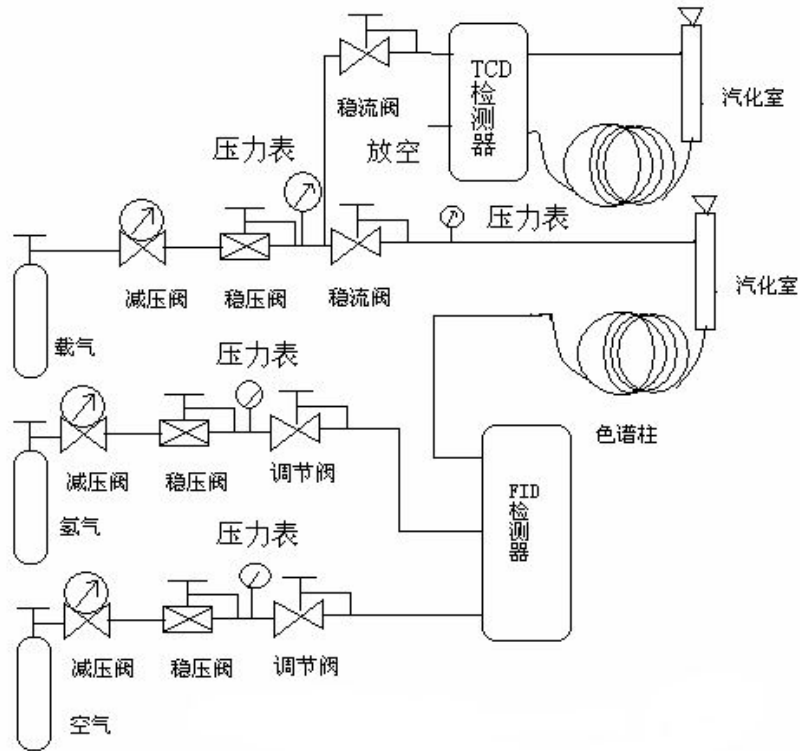 TCD
检
测
器
汽化室
稳流阀
放空
压力表
压力表
减压阀
稳压阀
稳流阀
汽化室
载气
压力表
色谱柱
减压阀
稳压阀
调节阀
FID
检
测
器
氢气
压力表
减压阀
稳压阀
调节阀
空气